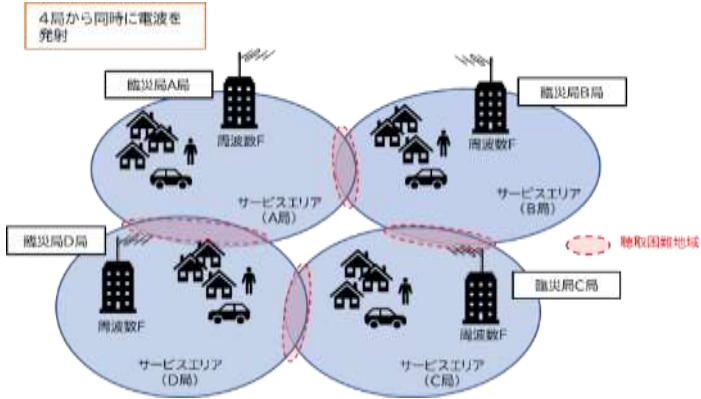 4局から同時に電波を
発射
臨災局A局
臨災局B局
周波数F
周波数F
サービスエリア
(A局)
サービスエリア
(B局)
臨災局D局
聴取困難地域
臨災局C局
周波数F
周波数F
サービスエリア
(D局)
サービスエリア
(C局)